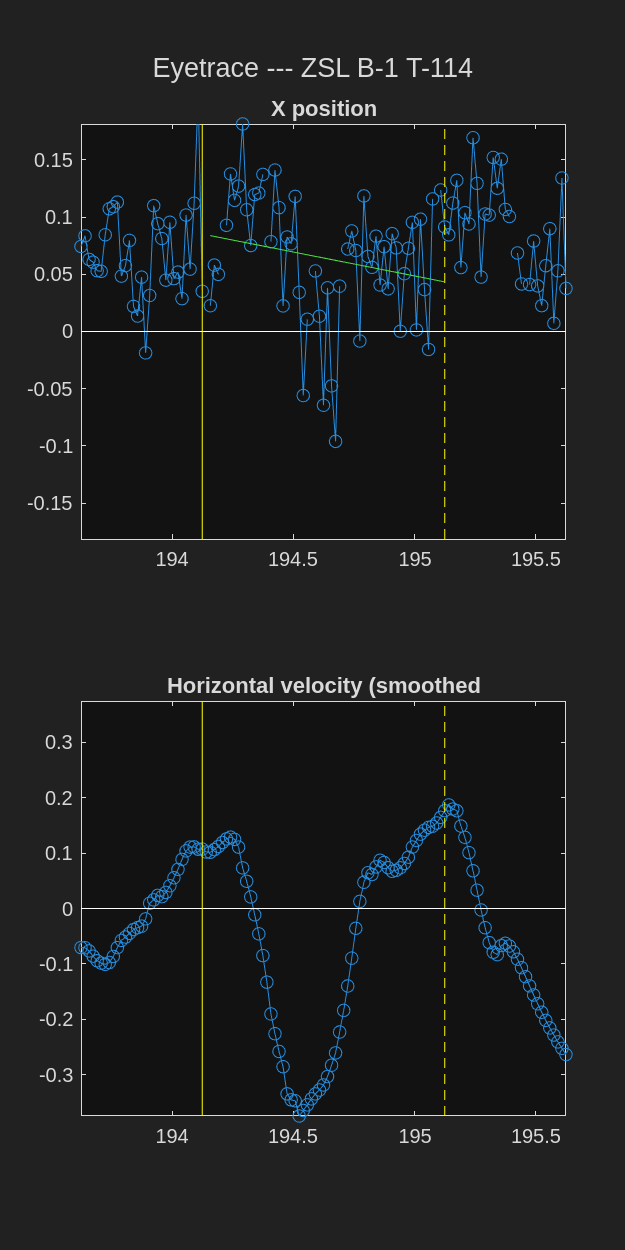 Eyetrace --- ZSL B-1 T-114
X position
0.15
0.1
0.05
0
-0.05
-0.1
-0.15
194 194.5 195 195.5
Horizontal velocity (smoothed
0.3
0.2
0.1
0
-0.1
-0.2
-0.3
194 194.5 195 195.5